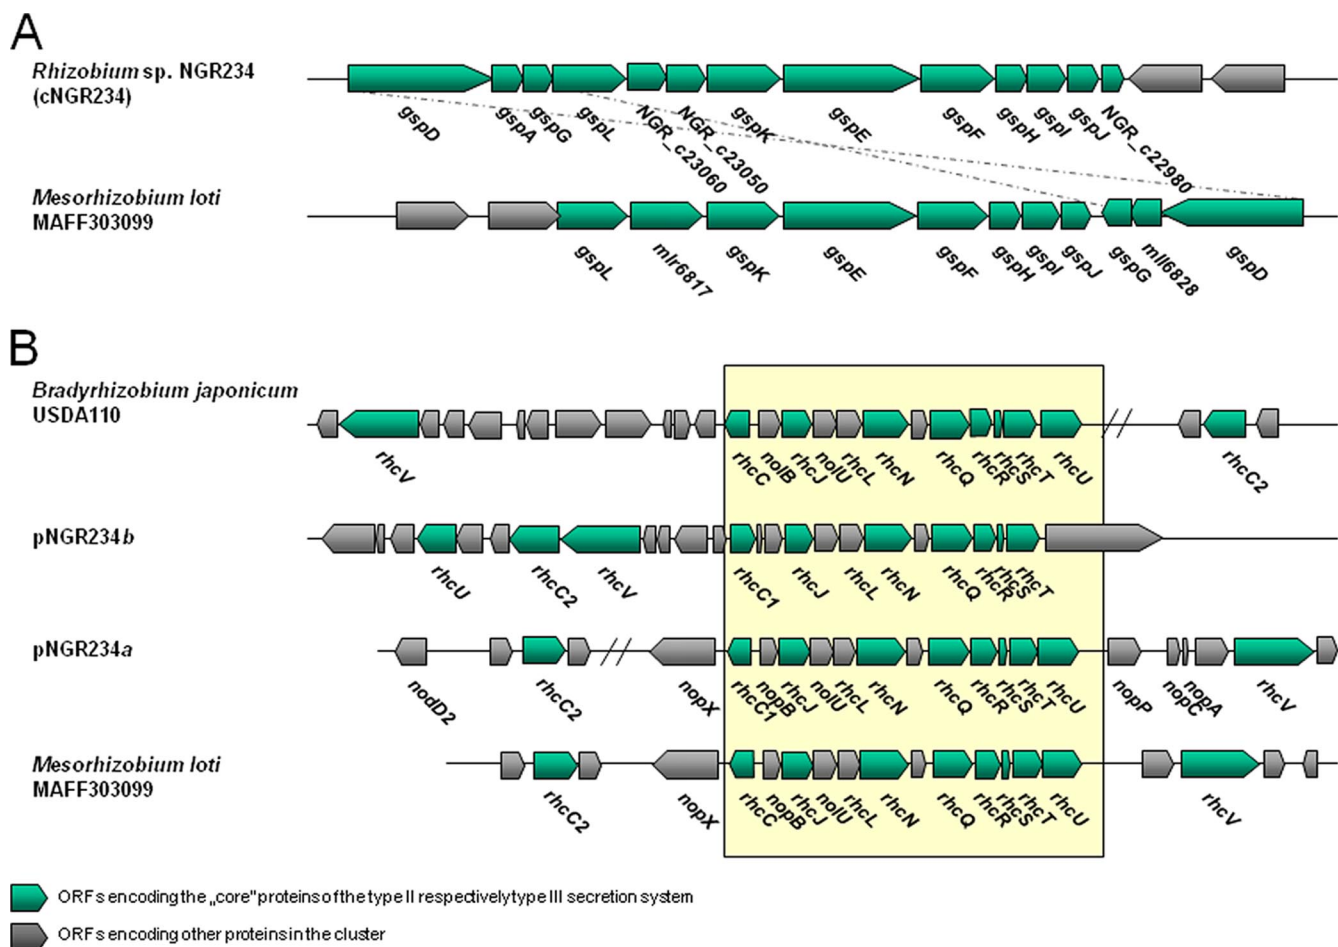 A
Rhizobium sp. NGR234
(cNGR234)
gspD gspA gspG gspL NGR_c23060 NGR_c23050 gspK gspE gspF gspH gspI gspJ NGR_c22980
Mesorhizobium loti
MAFF303099
gspL mlr6817 gspK gspE gspF gspH gspI gspJ gspG mll6828 gspD
B
Bradyrhizobium japonicum
USDA110
rhcV rhcC nolB rhcJ nolU rhcL rhcN rhcQ rhcR rhcS rhcT rhcU rhcC2
pNGR234b
rhcU rhcC2 rhcV rhcC1 rhcJ rhcL rhcN rhcQ rhcR rhcS rhcT
pNGR234a
nodD2 rhcC2 nopX rhcC1 nopB rhcJ nolU rhcL rhcN rhcQ rhcR rhcS rhcT rhcU nopP nopC nopA rhcV
Mesorhizobium loti
MAFF303099
rhcC2 nopX rhcC nopB rhcJ nolU rhcL rhcN rhcQ rhcR rhcS rhcT rhcU rhcV
ORFs encoding the „core" proteins of the type II respectively type III secretion system
ORFs encoding other proteins in the cluster